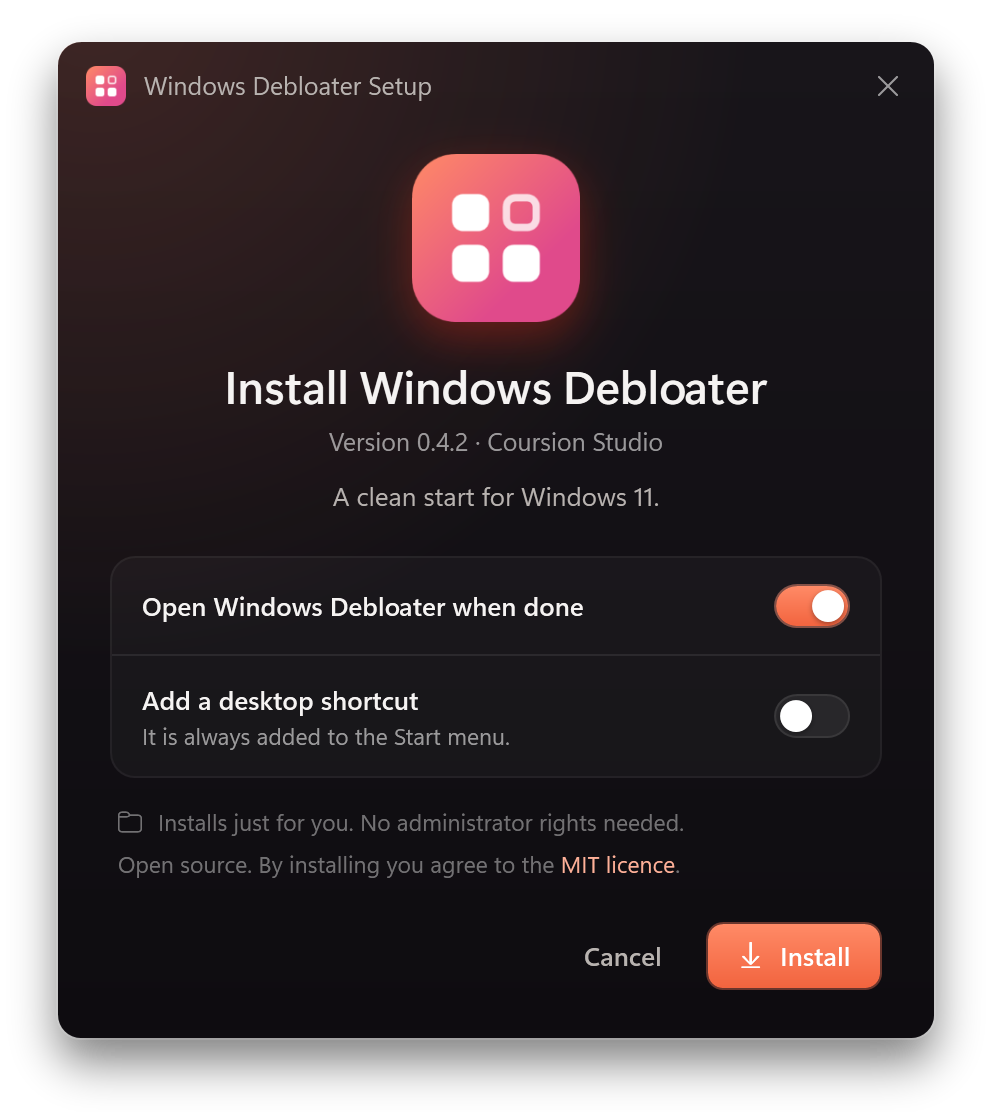 Windows Debloater Setup
Install Windows Debloater
Version 0.4.2 · Coursion Studio
A clean start for Windows 11.
Open Windows Debloater when done
Add a desktop shortcut
It is always added to the Start menu.
Installs just for you. No administrator rights needed.
Open source. By installing you agree to the MIT licence.
Cancel
Install